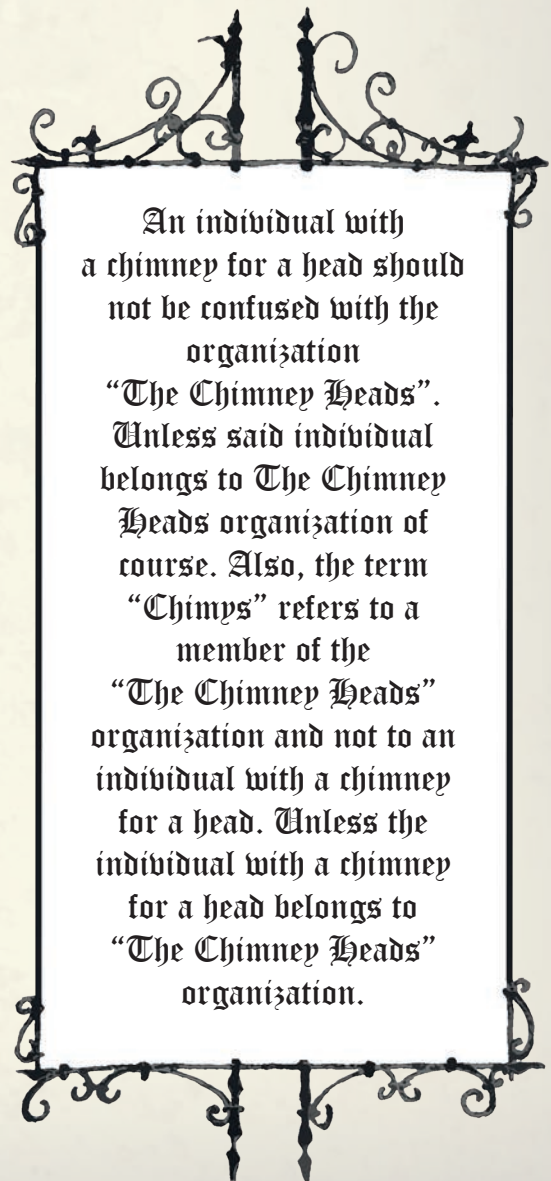 An individual with
a chimney for a head should
not be confused with the
organization
“The Chimney Heads”.
Unless said individual
belongs to The Chimney
Heads organization of
course. Also, the term
“Chimys” refers to a
member of the
“The Chimney Heads”
organization and not to an
individual with a chimney
for a head. Unless the
individual with a chimney
for a head belongs to
“The Chimney Heads”
organization.